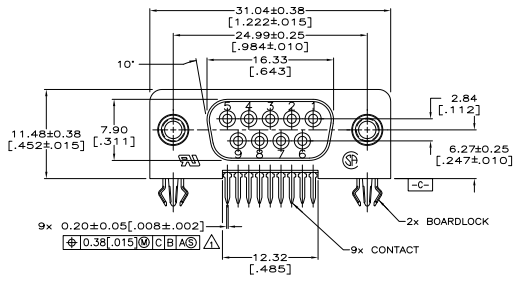 31.04±0.38
[1.222±.015]
24.99±0.25
[.984±.010]
16.33
[.643]
10°
5 4 3 2 1
2.84
[.112]
11.48±0.38
[.452±.015]
7.90
[.311]
9 8 7 6
6.27±0.25
[.247±.010]
-C-
2x BOARDLOCK
9x 0.20±0.05[.008±.002]
⌖ 0.38[.015]Ⓜ C B AⓈ 1
9x CONTACT
12.32
[.485]